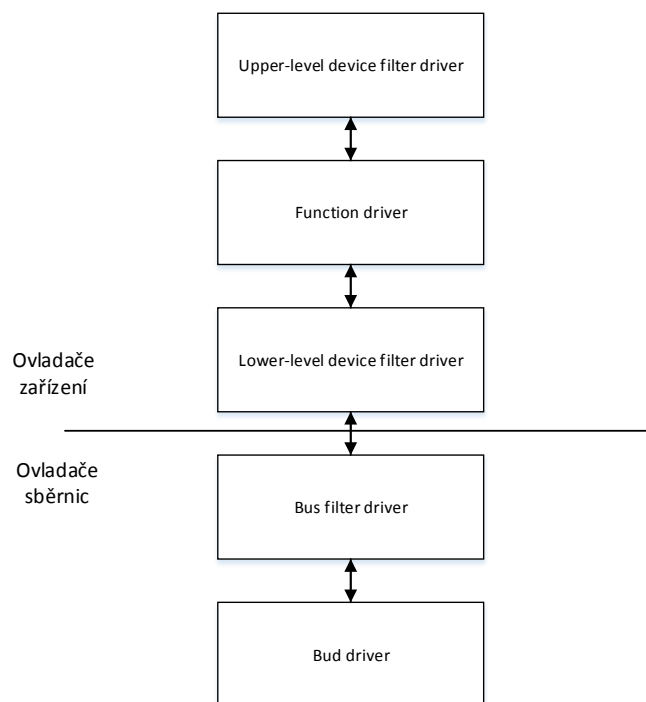 Upper-level device filter driver
Function driver
Lower-level device filter driver
Ovladače
zařízení
Ovladače
sběrnic
Bus filter driver
Bud driver